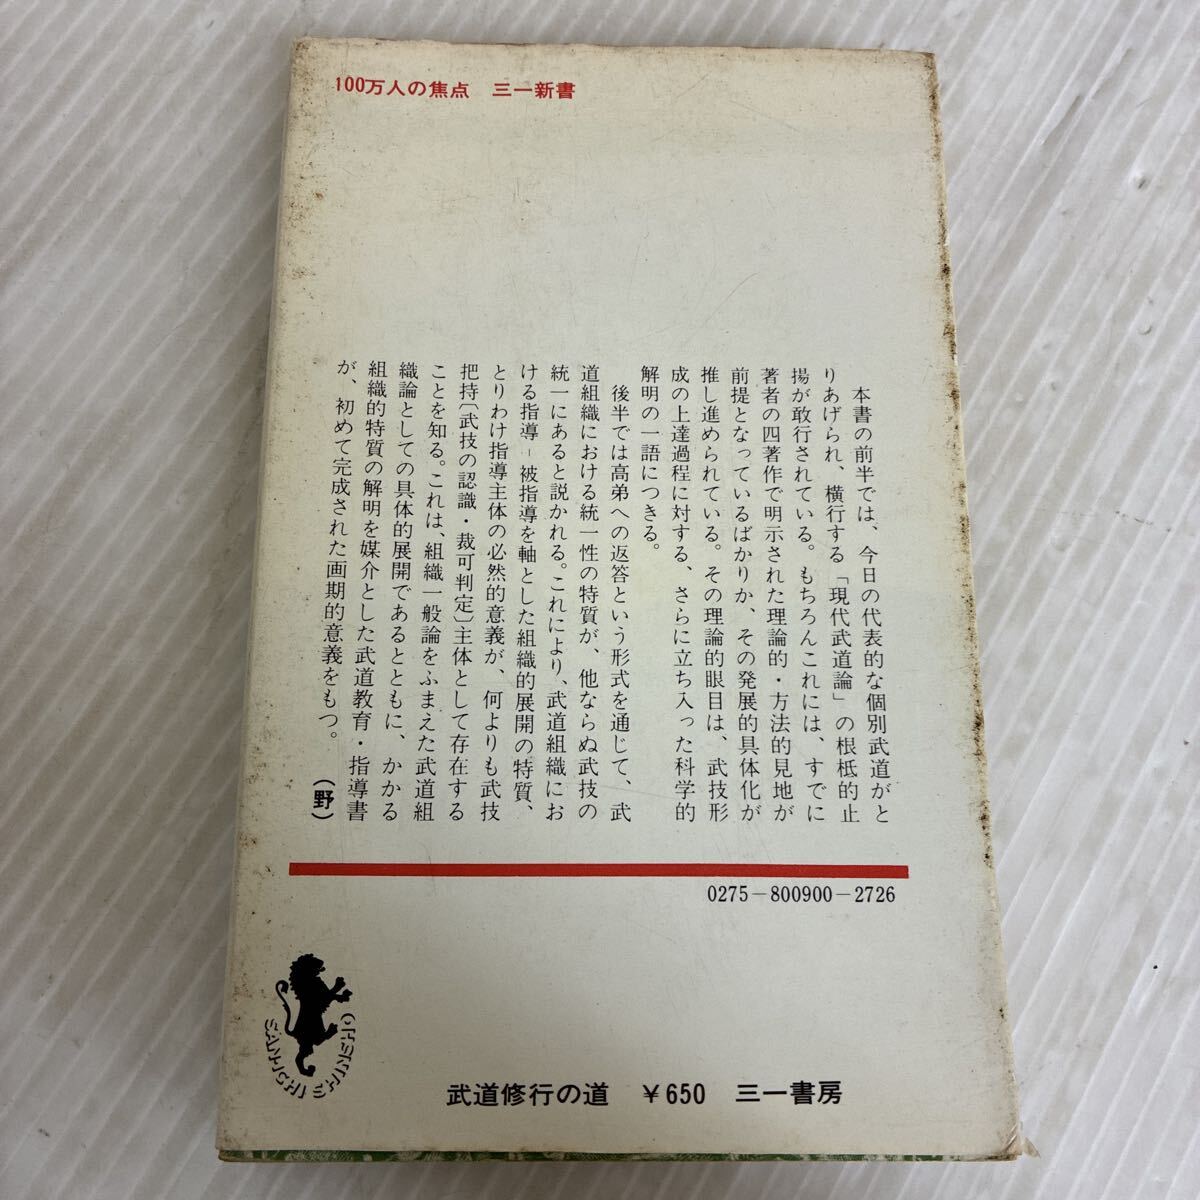 100万人の焦点　三一新書
本書の前半では、今日の代表的な個別武道がと
りあげられ、横行する「現代武道論」の根柢的止
揚が敢行されている。もちろんこれには、すでに
著者の四著作で明示された理論的・方法的見地が
前提となっているばかりか、その発展的具体化が
推し進められている。その理論的眼目は、武技形
成の上達過程に対する、さらに立ち入った科学的
解明の一語につきる。
後半では高弟への返答という形式を通じて、武
道組織における統一性の特質が、他ならぬ武技の
統一にあると説かれる。これにより、武道組織にお
ける指導＝被指導を軸とした組織的展開の特質、
とりわけ指導主体の必然的意義が、何よりも武技
把持〔武技の認識・裁可判定〕主体として存在する
ことを知る。これは、組織一般論をふまえた武道組
織論としての具体的展開であるとともに、かかる
組織的特質の解明を媒介とした武道教育・指導書
が、初めて完成された画期的意義をもつ。
（野）
0275-800900-2726
SAN-ICHI SHINSHO
武道修行の道　¥650　三一書房